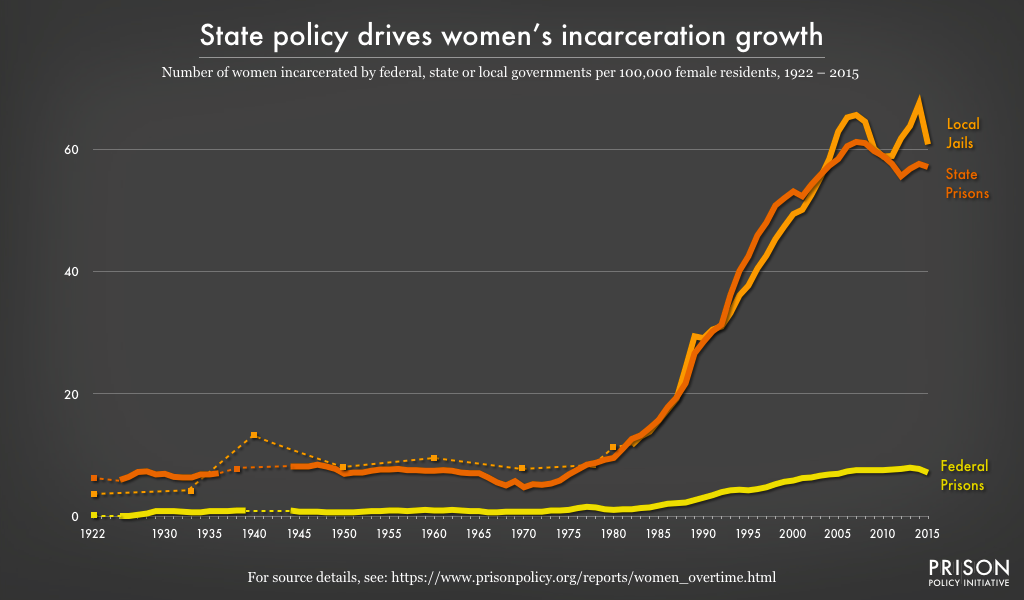 State policy drives women’s incarceration growth
Number of women incarcerated by federal, state or local governments per 100,000 female residents, 1922 – 2015
Local
Jails
60
State
Prisons
40
20
Federal
Prisons
0
1922 1930 1935 1940 1945 1950 1955 1960 1965 1970 1975 1980 1985 1990 1995 2000 2005 2010 2015
For source details, see: https://www.prisonpolicy.org/reports/women_overtime.html
PRISON
POLICY INITIATIVE